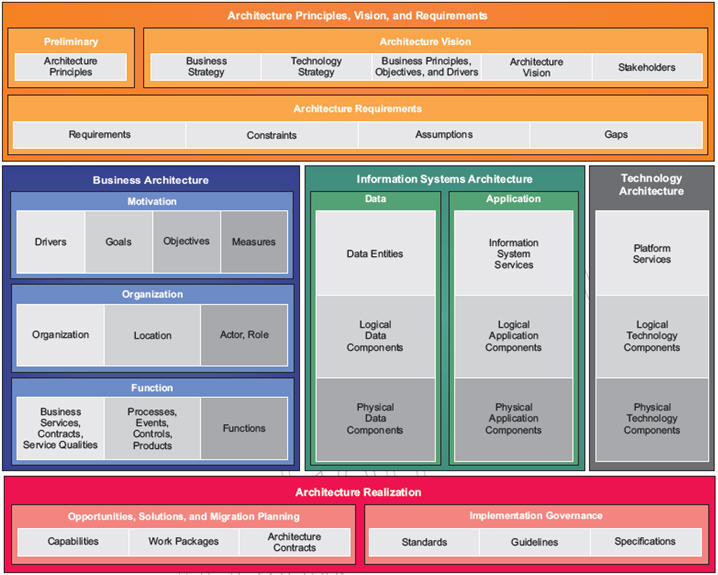 Architecture Principles, Vision, and Requirements
Preliminary
Architecture
Principles
Architecture Vision
Business
Strategy
Technology
Strategy
Business Principles,
Objectives, and Drivers
Architecture
Vision
Stakeholders
Architecture Requirements
Requirements
Constraints
Assumptions
Gaps
Business Architecture
Motivation
Drivers
Goals
Objectives
Measures
Organization
Organization
Location
Actor, Role
Function
Business
Services,
Contracts,
Service Qualities
Processes,
Events,
Controls,
Products
Functions
Information Systems Architecture
Data
Data Entities
Logical
Data
Components
Physical
Data
Components
Application
Information
System
Services
Logical
Application
Components
Physical
Application
Components
Technology
Architecture
Platform
Services
Logical
Technology
Components
Physical
Technology
Components
Architecture Realization
Opportunities, Solutions, and Migration Planning
Capabilities
Work Packages
Architecture
Contracts
Implementation Governance
Standards
Guidelines
Specifications